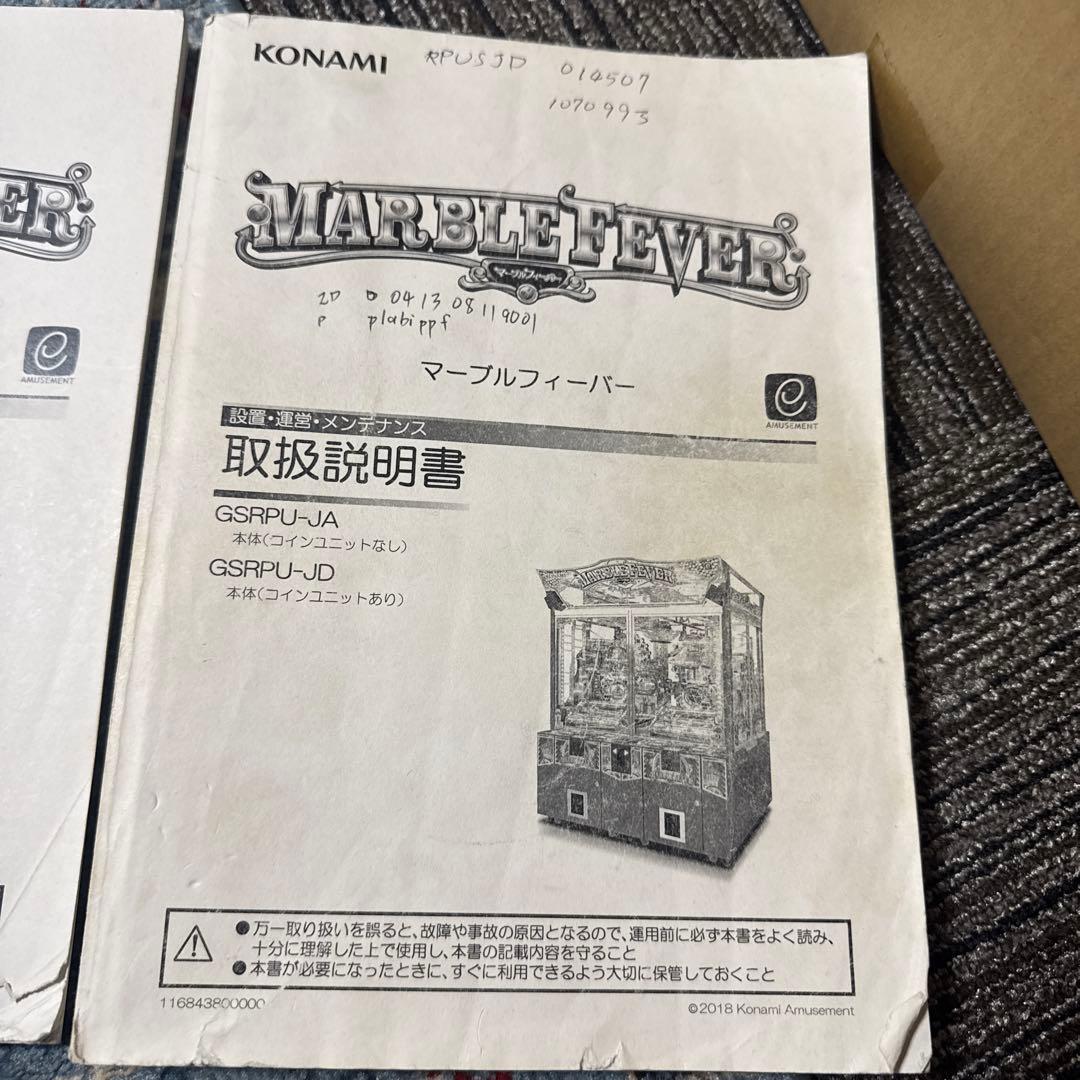 ER
AMUSEMENT
KONAMI
RPUSJD 014507
1070993
MARBLE FEVER
マーブルフィーバー
ID 0413 08119001
P plabippf
マーブルフィーバー
AMUSEMENT
設置・運営・メンテナンス
取扱説明書
GSRPU-JA
本体(コインユニットなし)
GSRPU-JD
本体(コインユニットあり)
MARBLE FEVER
●万一取り扱いを誤ると、故障や事故の原因となるので、運用前に必ず本書をよく読み、
十分に理解した上で使用し、本書の記載内容を守ること
●本書が必要になったときに、すぐに利用できるよう大切に保管しておくこと
116843800000
©2018 Konami Amusement